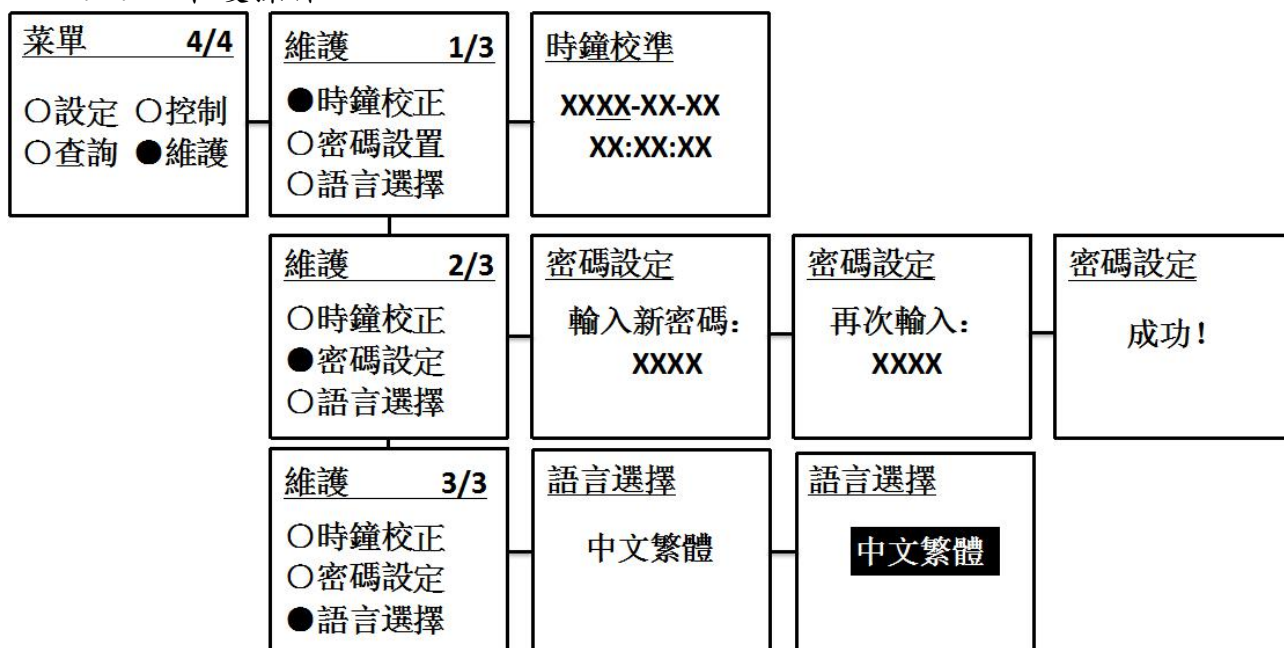 菜單 4/4
○設定 ○控制
○查詢 ●維護
維護 1/3
●時鐘校正
○密碼設置
○語言選擇
時鐘校準
XXXX-XX-XX
XX:XX:XX
維護 2/3
○時鐘校正
●密碼設定
○語言選擇
密碼設定
輸入新密碼:
XXXX
密碼設定
再次輸入:
XXXX
密碼設定
成功!
維護 3/3
○時鐘校正
○密碼設定
●語言選擇
語言選擇
中文繁體
語言選擇
中文繁體